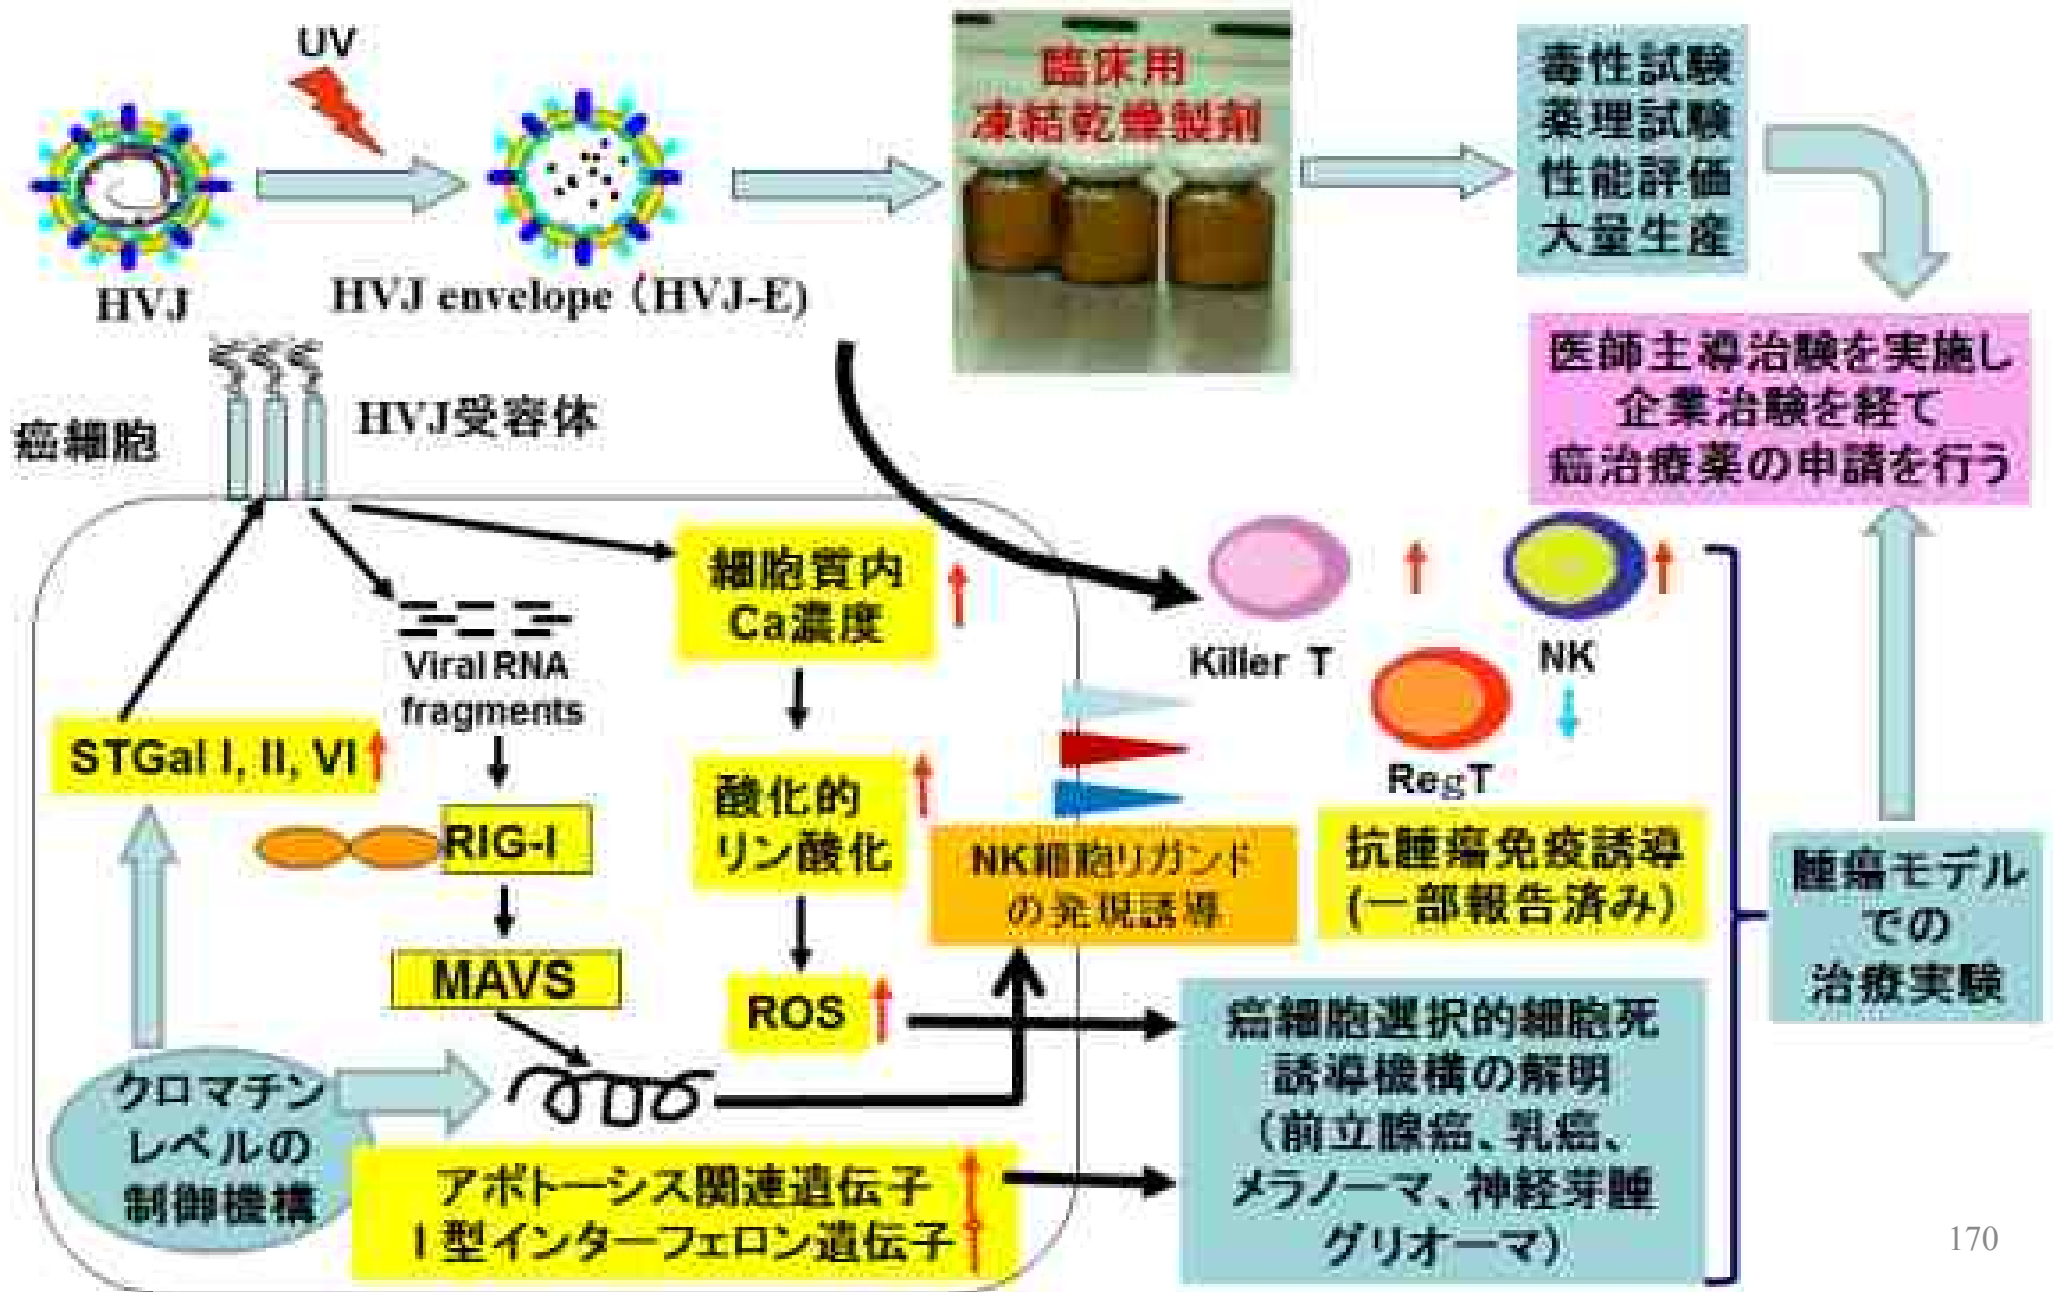 UV
臨床用
凍結乾燥製剤
毒性試験
薬理試験
性能評価
大量生産
HVJ
HVJ envelope（HVJ-E)
医師主導治験を実施し
企業治験を経て
癌治療薬の申請を行う
癌細胞
HVJ受容体
細胞質内
Ca濃度
Killer T
NK
RegT
Viral RNA
fragments
STGal I, II, VI
酸化的
リン酸化
RIG-I
NK細胞リガンド
の発現誘導
抗腫瘍免疫誘導
(一部報告済み）
腫瘍モデル
での
治療実験
MAVS
ROS
癌細胞選択的細胞死
誘導機構の解明
（前立腺癌、乳癌、
メラノーマ、神経芽腫
グリオーマ）
クロマチン
レベルの
制御機構
アポトーシス関連遺伝子
I 型インターフェロン遺伝子
170